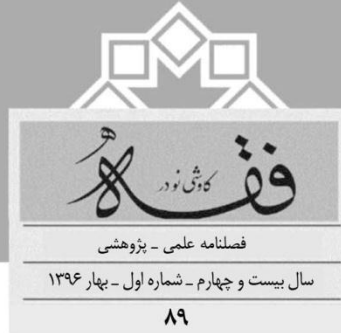 کاوشی نو در
فقه
فصلنامه علمی ـ پژوهشی
سال بیست و چهارم ـ شماره اول ـ بهار ۱۳۹۶
۸۹